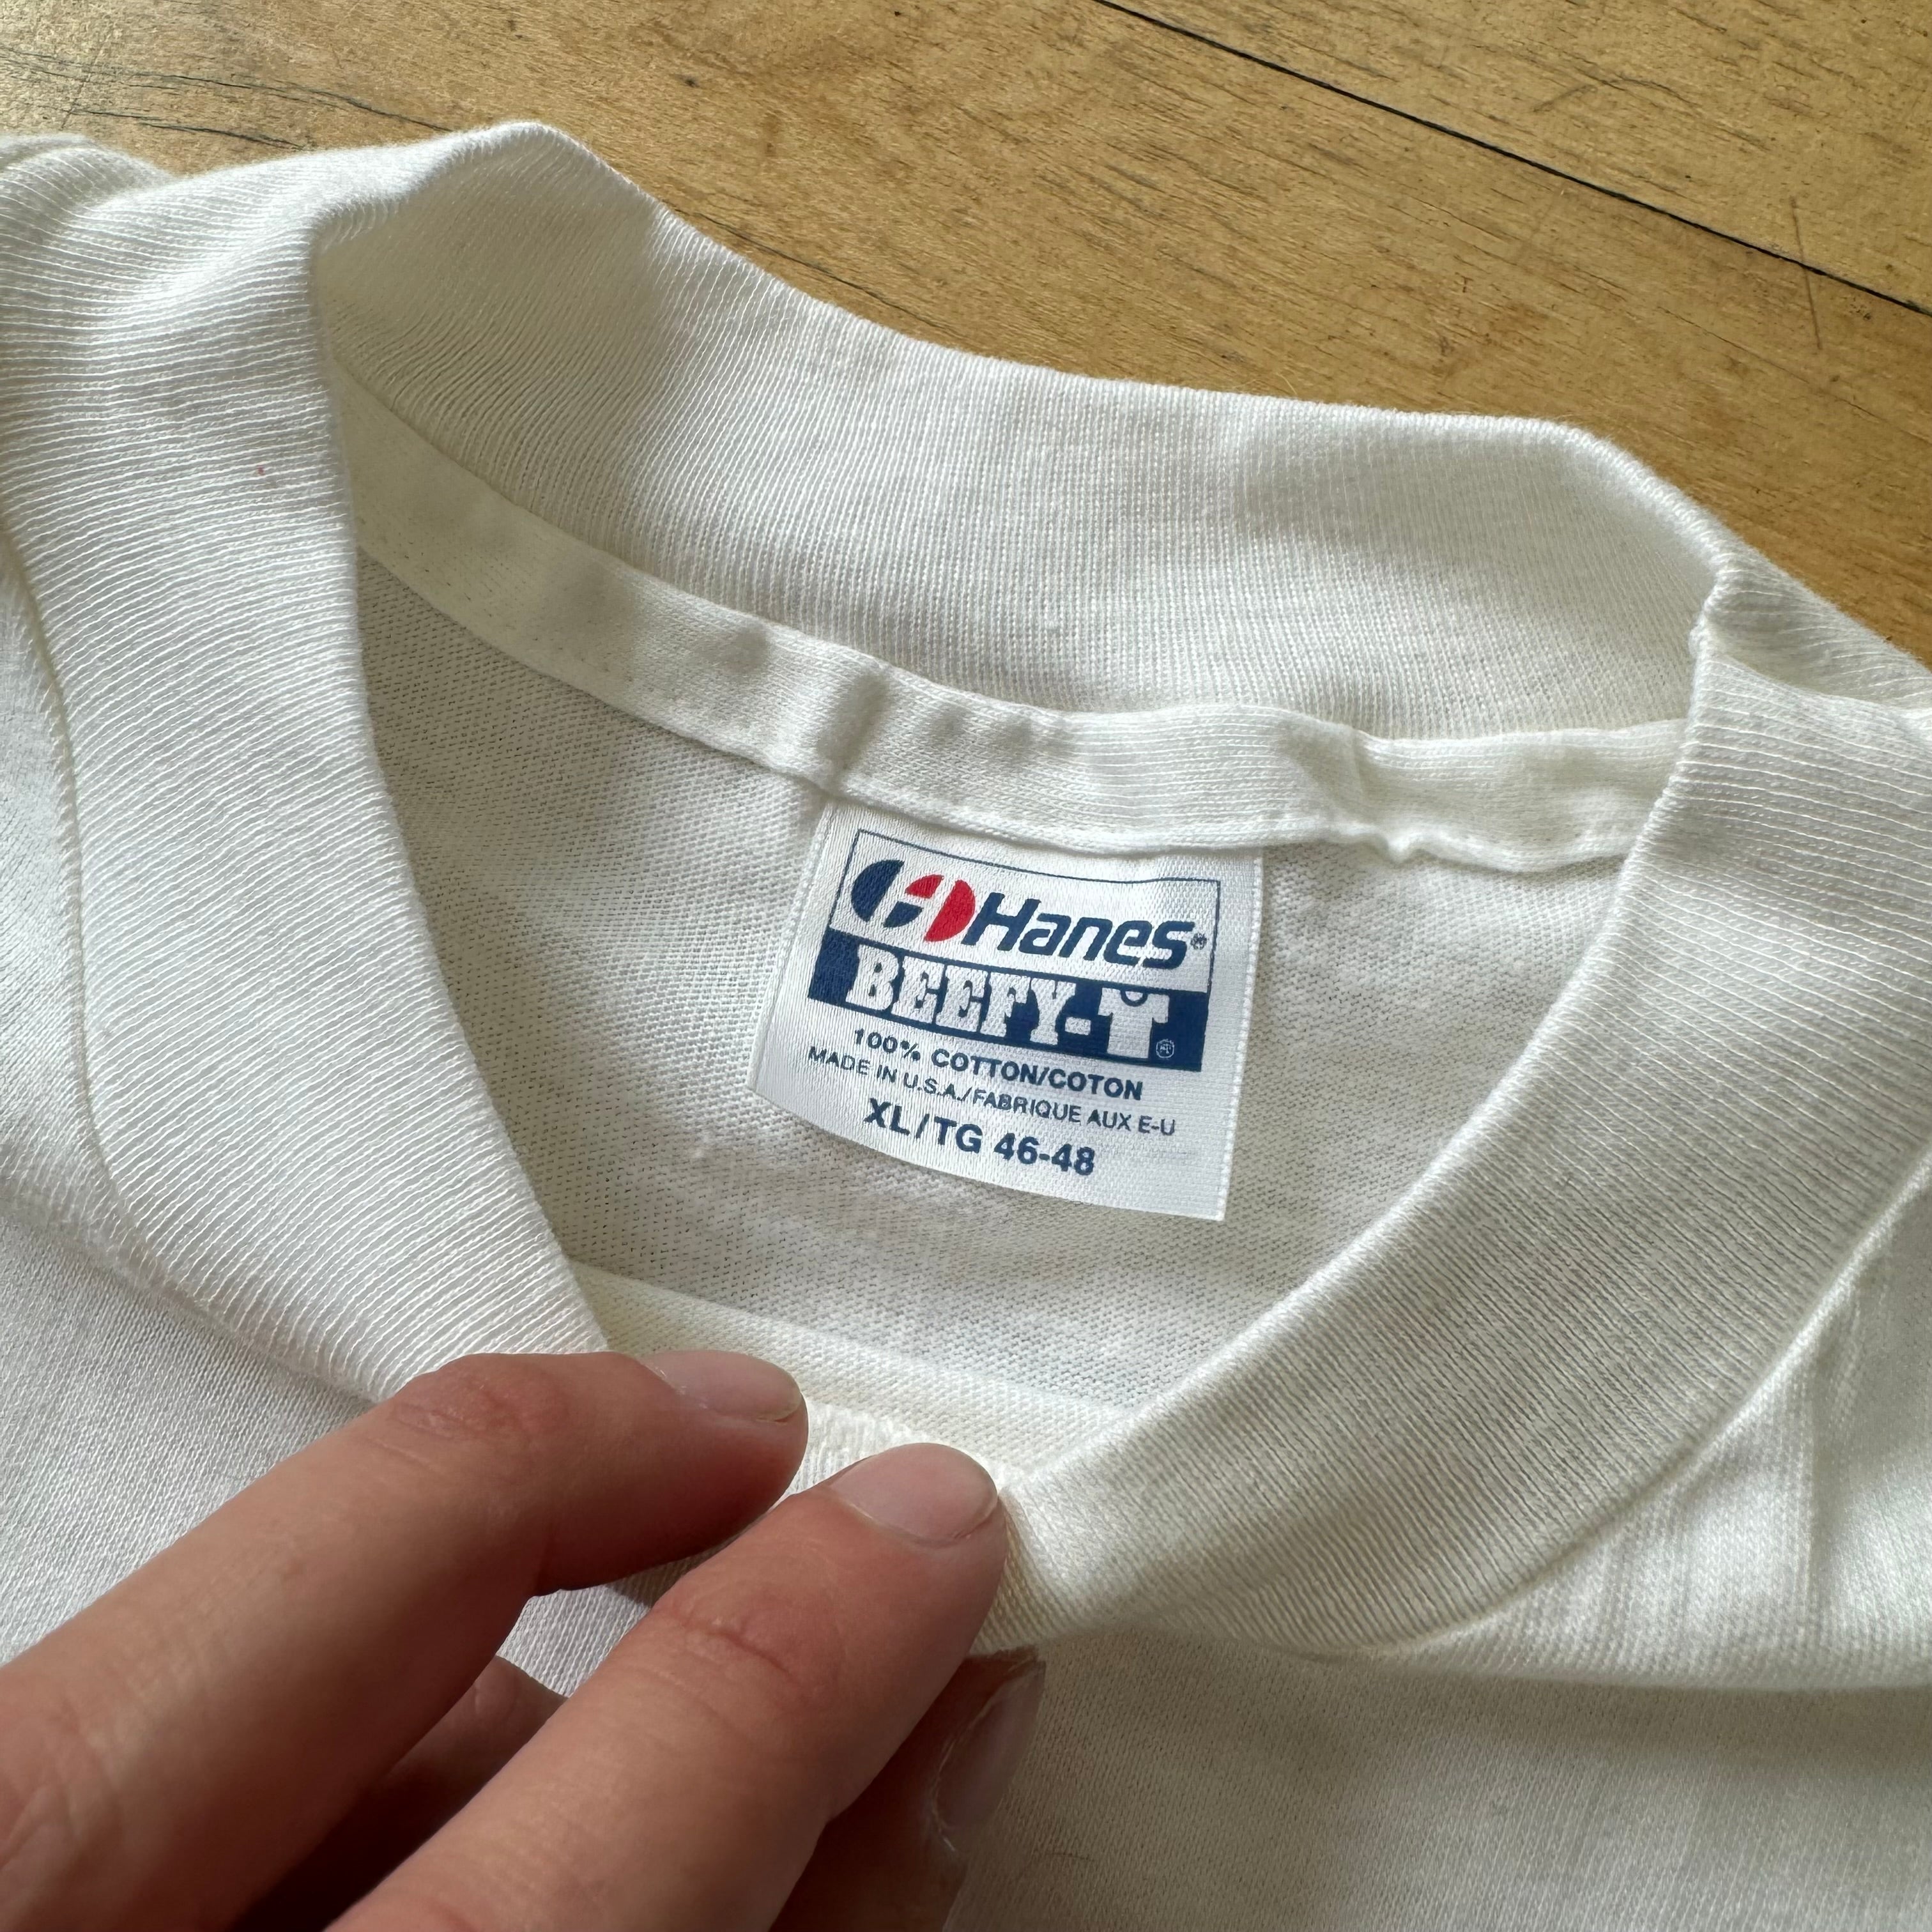 Hanes®
BEEFY-T®
100% COTTON/COTON
MADE IN U.S.A./FABRIQUE AUX E-U
XL/TG 46-48